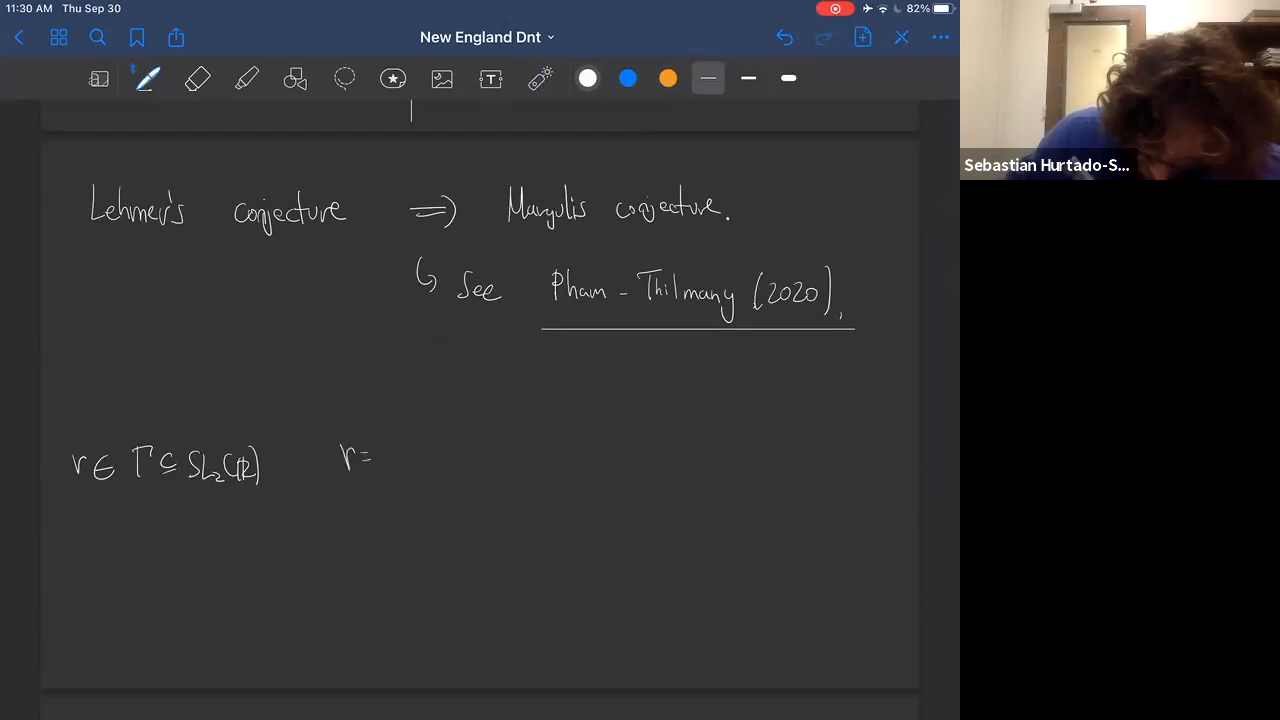 11:30 AM Thu Sep 30
82%
New England Dnt
T
Lehmer's conjecture ⟹ Margulis conjecture.
↳ See Pham - Thilmany (2020),
γ ∈ Γ ⊆ SL₂(ℝ) γ =
Sebastian Hurtado-S...